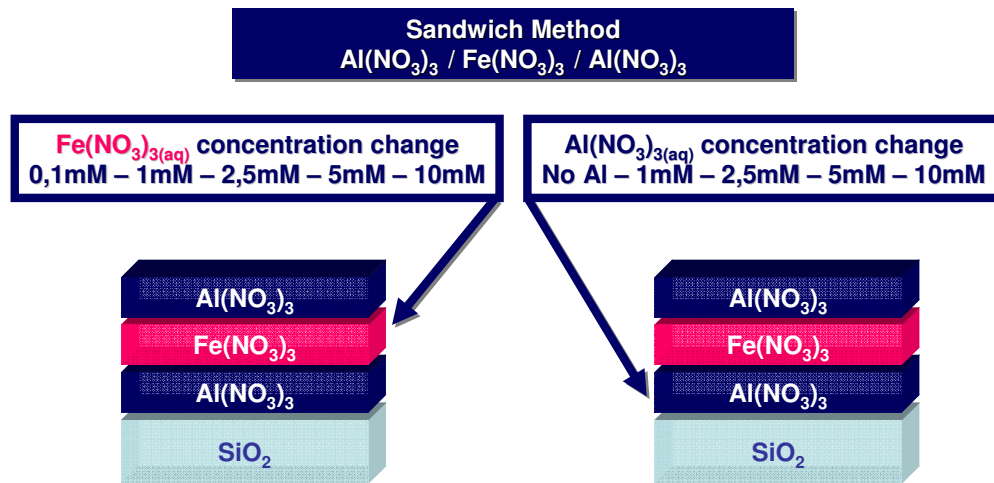 Sandwich Method
Al(NO₃)₃ / Fe(NO₃)₃ / Al(NO₃)₃
Fe(NO₃)₃₍aq₎ concentration change
0,1mM – 1mM – 2,5mM – 5mM – 10mM
Al(NO₃)₃₍aq₎ concentration change
No Al – 1mM – 2,5mM – 5mM – 10mM
Al(NO₃)₃
Fe(NO₃)₃
Al(NO₃)₃
SiO₂
Al(NO₃)₃
Fe(NO₃)₃
Al(NO₃)₃
SiO₂